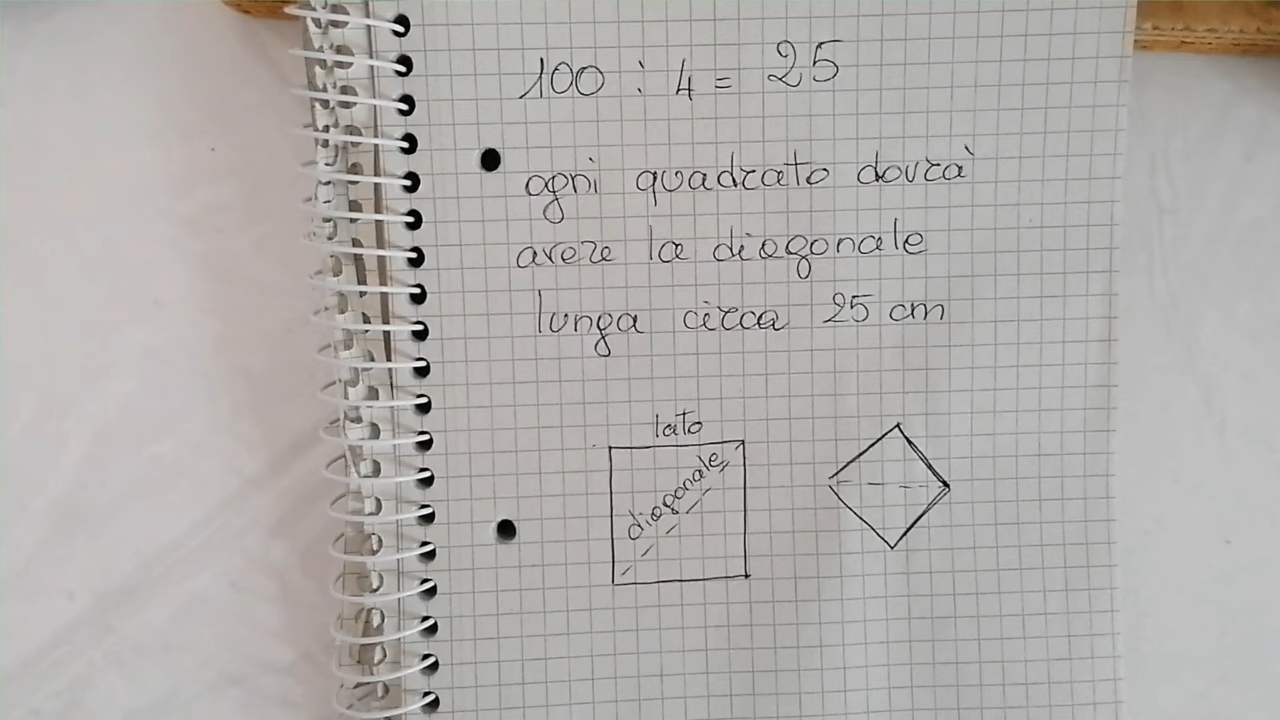 100 : 4 = 25
ogni quadrato dovrà
avere la diagonale
lunga circa 25 cm
lato
diagonale